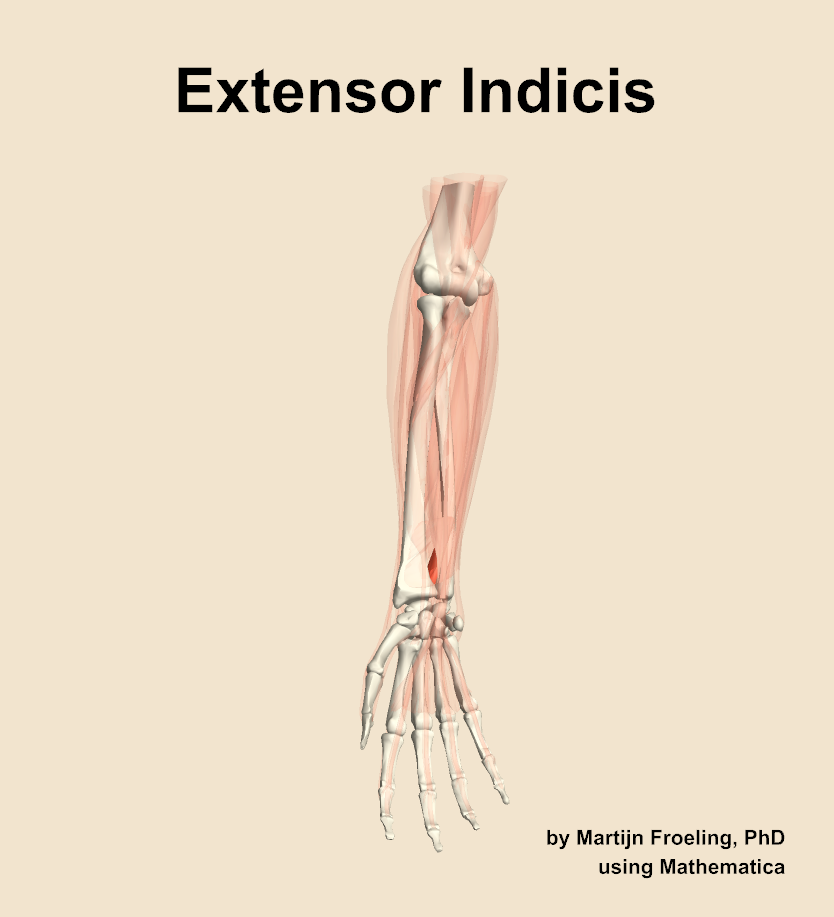 Extensor Indicis
by Martijn Froeling, PhD
using Mathematica